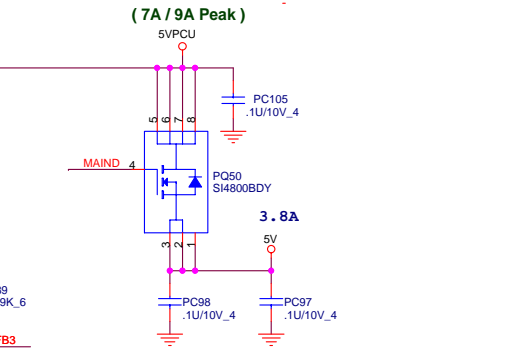 ( 7A / 9A Peak )
5VPCU
PC105
.1U/10V_4
5 6 7 8
MAIND 4
PQ50
SI4800BDY
3.8A
3 2 1
5V
PC98
.1U/10V_4
PC97
.1U/10V_4
9K_6